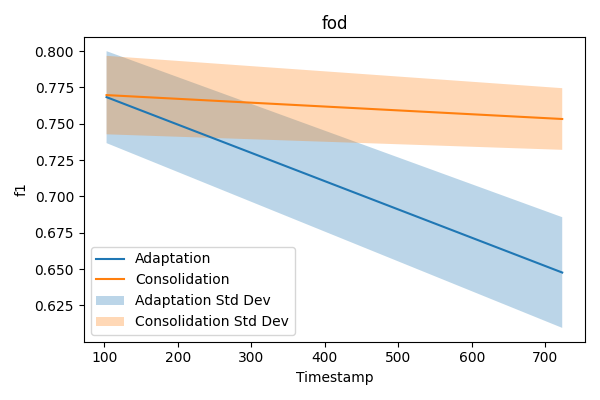 fod
0.800
0.775
0.750
0.725
0.700
0.675
0.650
0.625
f1
Adaptation
Consolidation
Adaptation Std Dev
Consolidation Std Dev
100 200 300 400 500 600 700
Timestamp